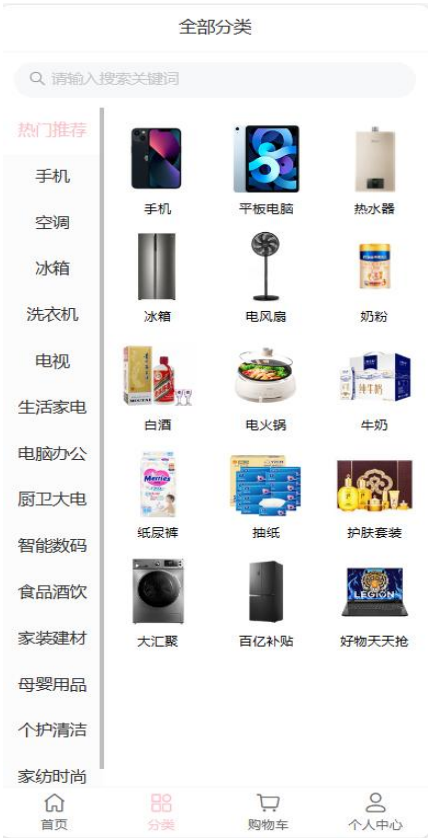 全部分类
请输入搜索关键词
热门推荐
手机
空调
冰箱
洗衣机
电视
生活家电
电脑办公
厨卫大电
智能数码
食品酒饮
家装建材
母婴用品
个护清洁
家纺时尚
手机
平板电脑
热水器
冰箱
电风扇
奶粉
白酒
电火锅
纯牛奶
牛奶
Merries
纸尿裤
抽纸
护肤套装
LEGION
大汇聚
百亿补贴
好物天天抢
首页
分类
购物车
个人中心